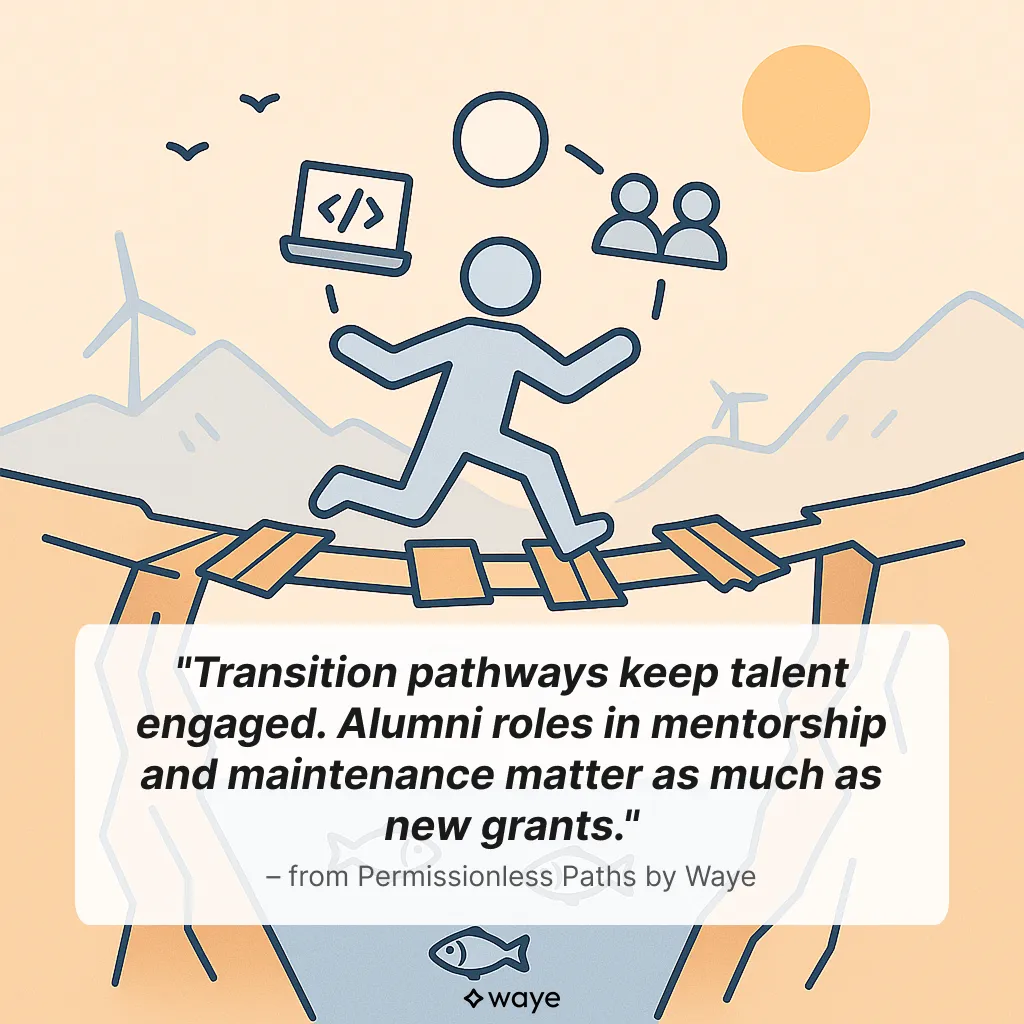 </>
"Transition pathways keep talent
engaged. Alumni roles in mentorship
and maintenance matter as much as
new grants."
– from Permissionless Paths by Waye
waye